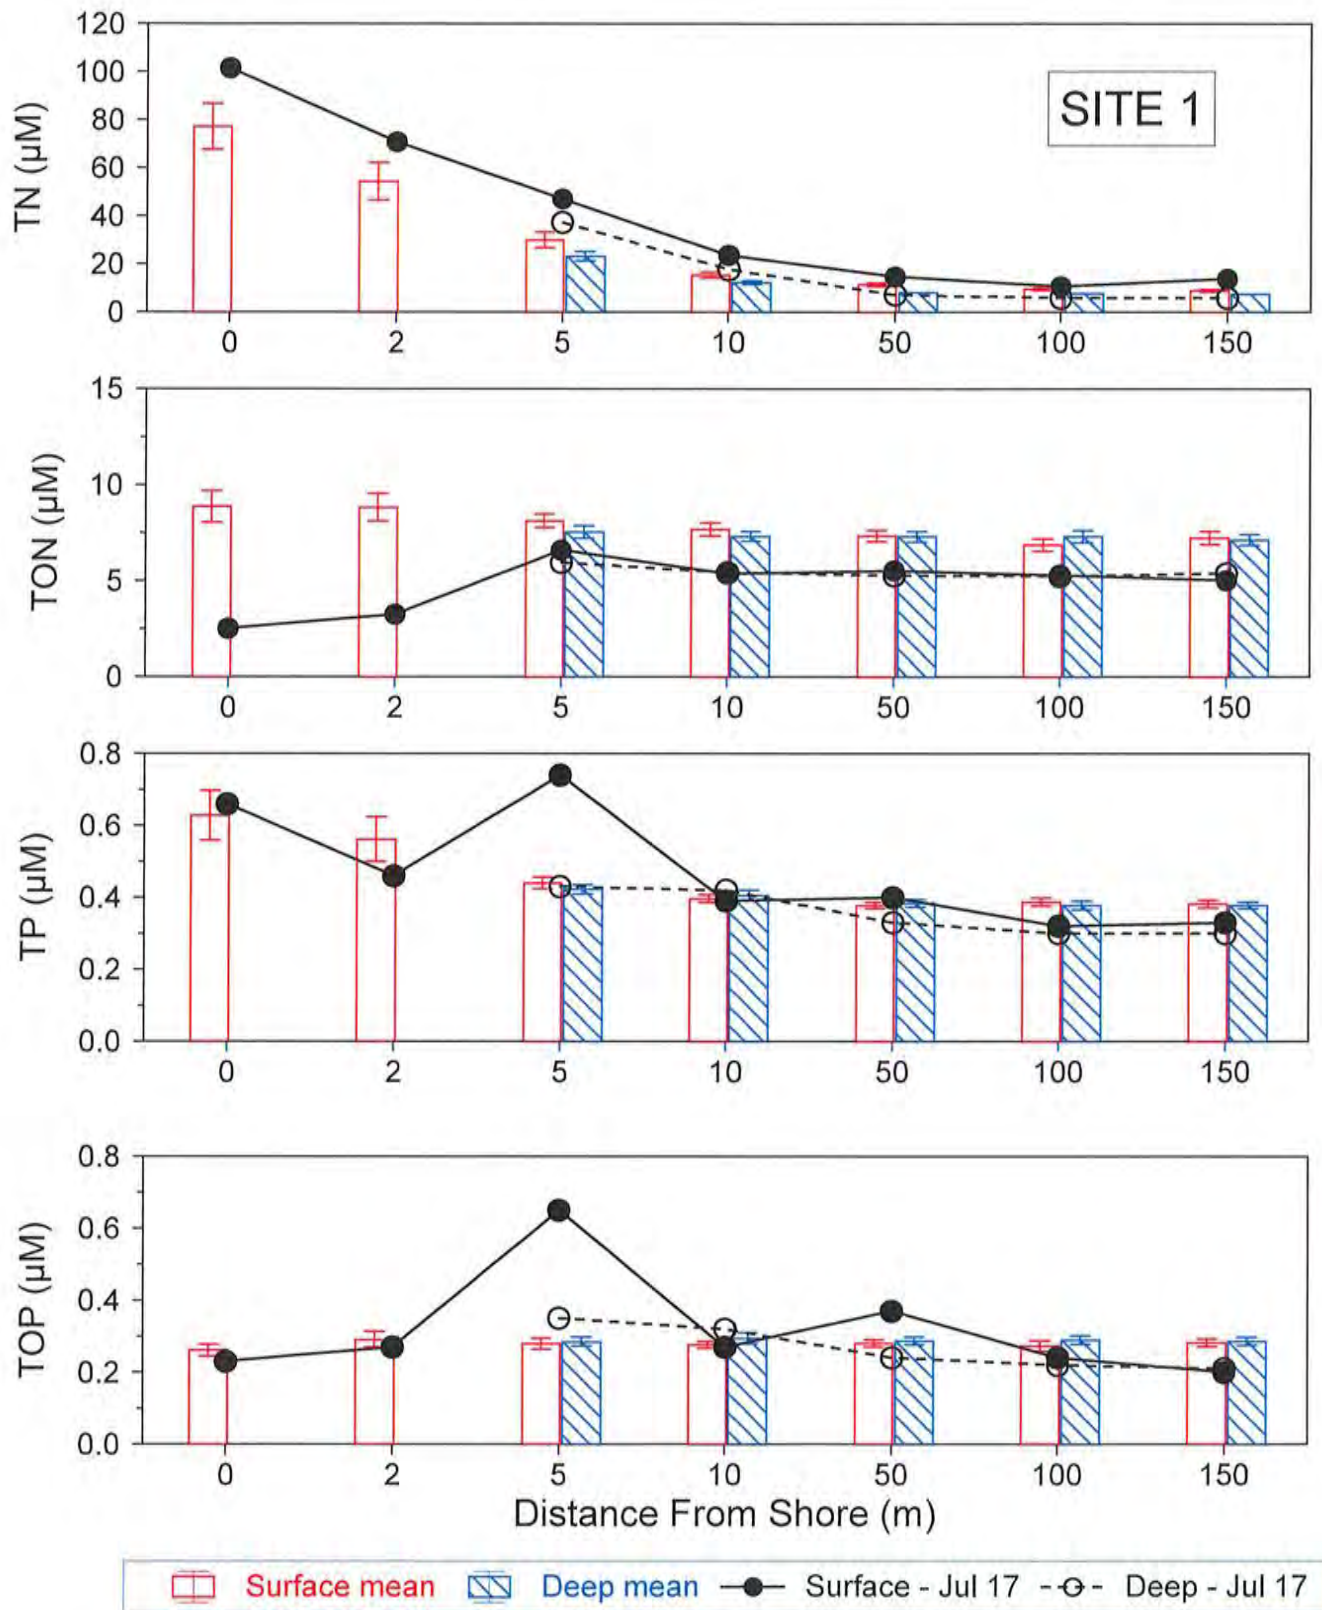 120
100
80
60
40
20
0
TN (µM)
SITE 1
0 2 5 10 50 100 150
15
10
5
0
TON (µM)
0 2 5 10 50 100 150
0.8
0.6
0.4
0.2
0.0
TP (µM)
0 2 5 10 50 100 150
0.8
0.6
0.4
0.2
0.0
TOP (µM)
0 2 5 10 50 100 150
Distance From Shore (m)
Surface mean Deep mean Surface - Jul 17 Deep - Jul 17